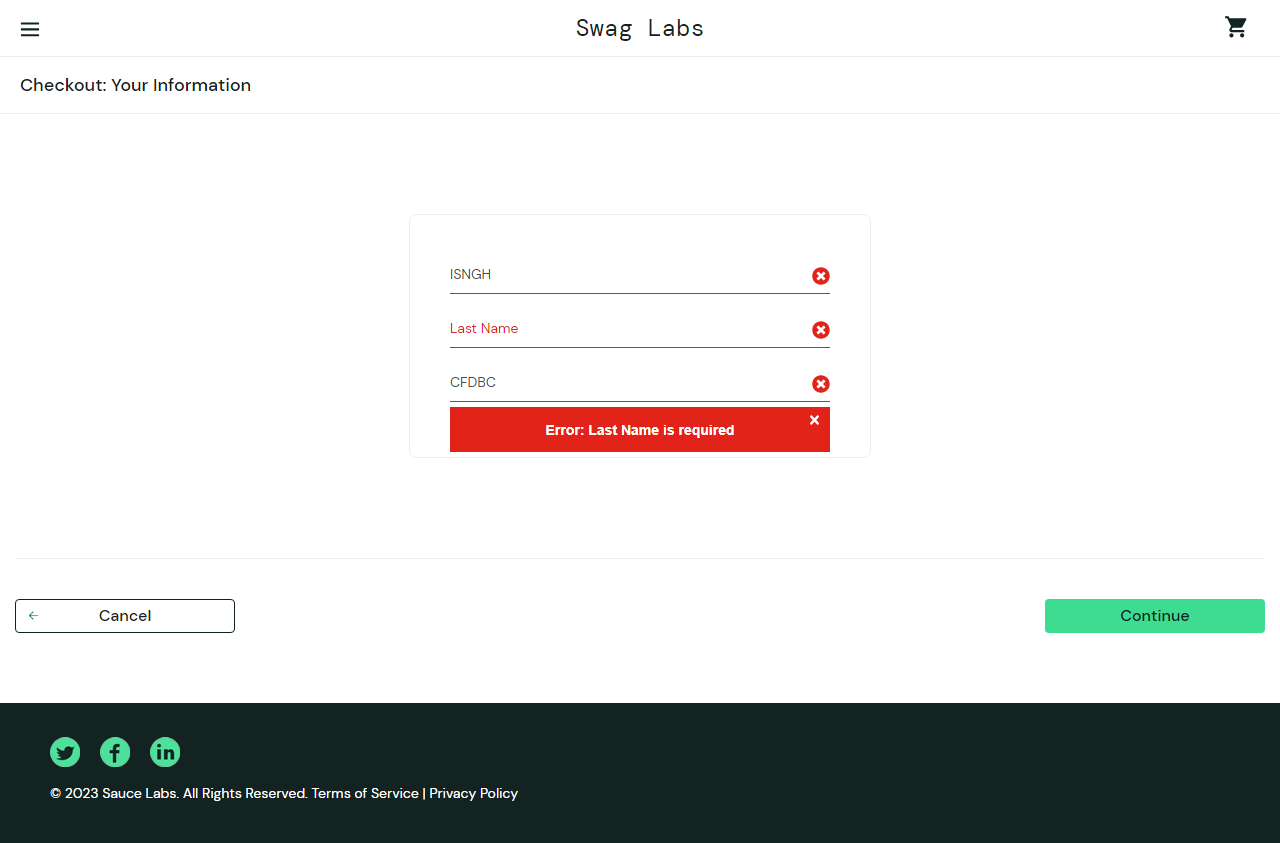 Swag Labs
Checkout: Your Information
ISNGH
Last Name
CFDBC
Error: Last Name is required
Cancel
Continue
© 2023 Sauce Labs. All Rights Reserved. Terms of Service | Privacy Policy